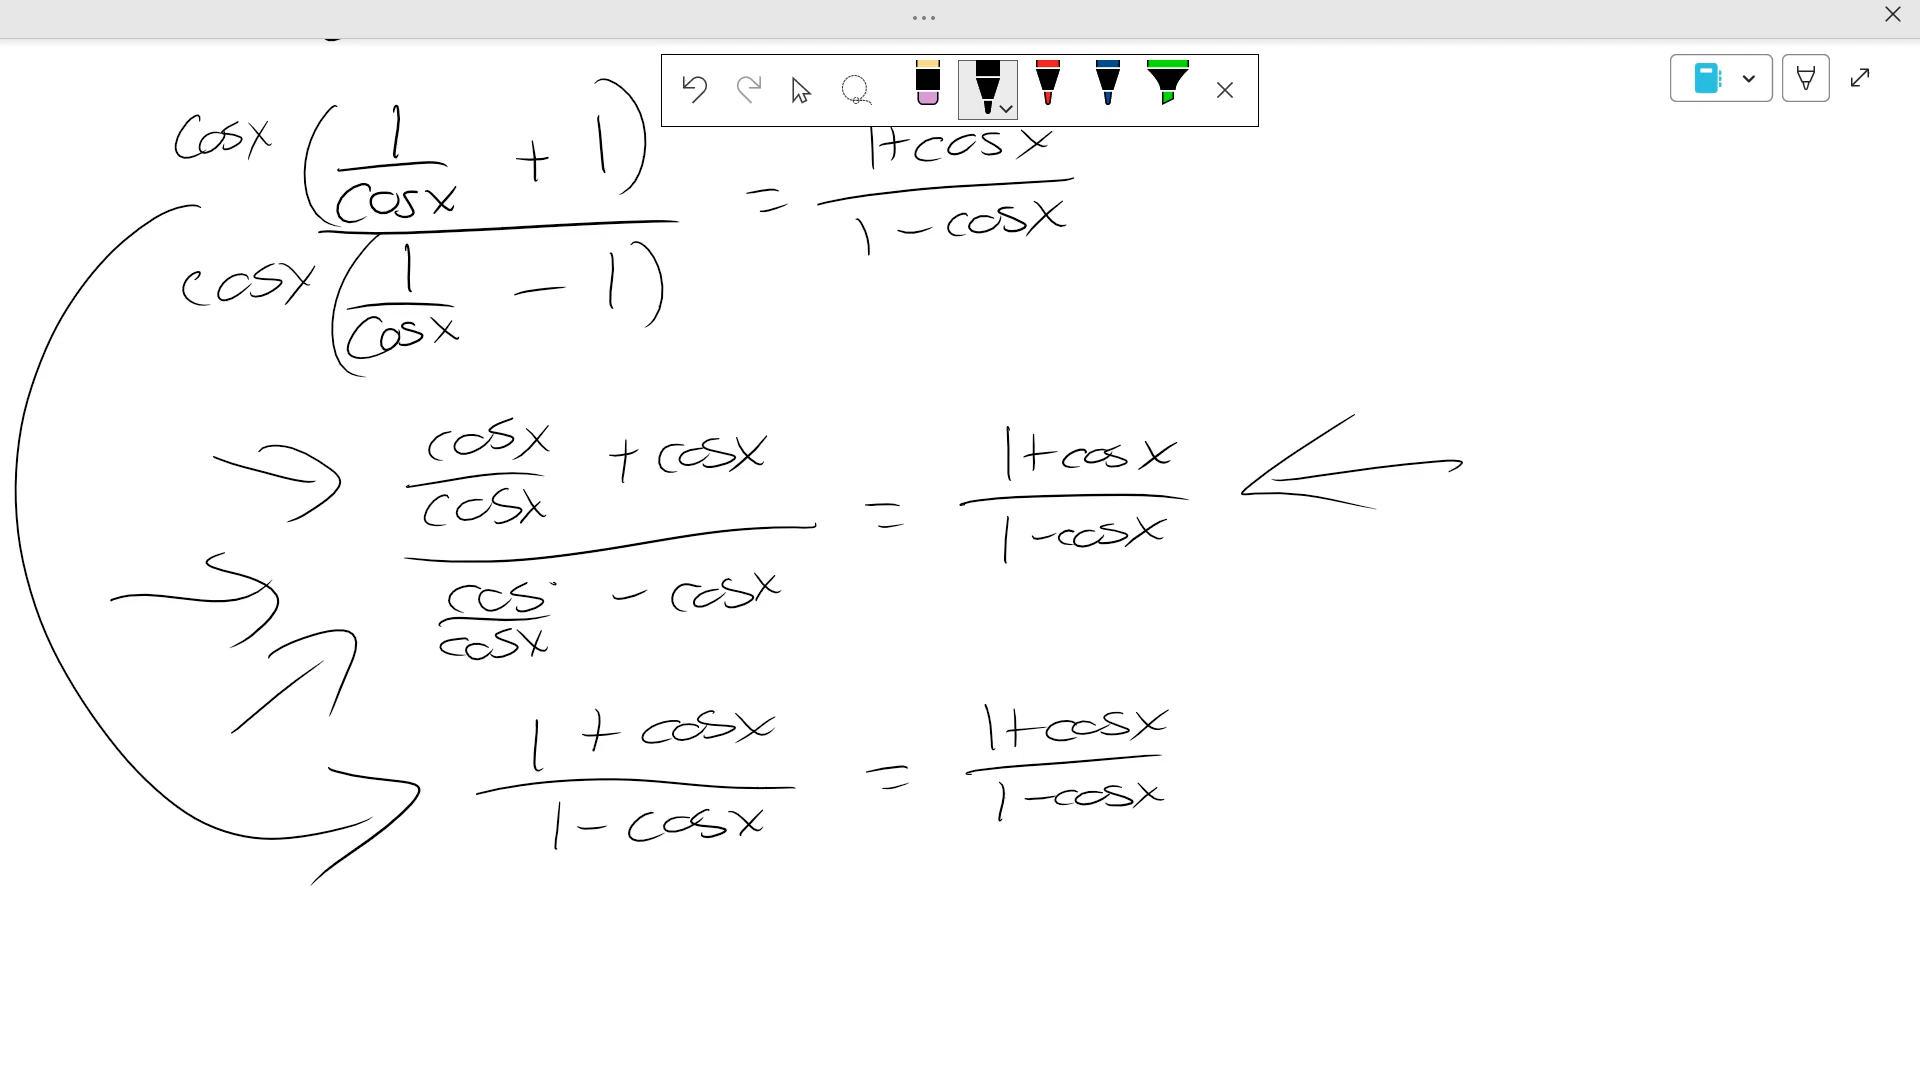 cosx (1/cosx + 1) / cosx (1/cosx - 1) = 1+cosx / 1-cosx
cosx/cosx + cosx / cos/cosx - cosx = 1+cosx / 1-cosx
1 + cosx / 1 - cosx = 1+cosx / 1-cosx